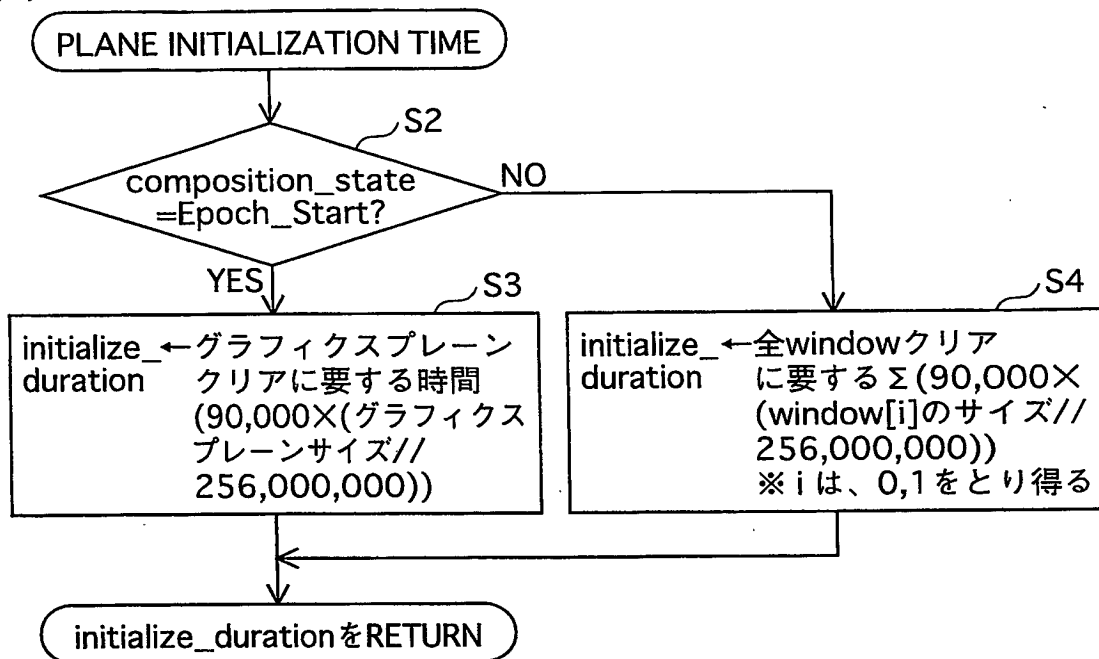 PLANE INITIALIZATION TIME
S2
composition_state
=Epoch_Start?
NO
YES
S3
initialize_←グラフィクスプレーン
duration クリアに要する時間
(90,000×(グラフィクス
プレーンサイズ//
256,000,000))
S4
initialize_←全windowクリア
duration に要するΣ(90,000×
(window[i]のサイズ//
256,000,000))
※iは、0,1をとり得る
initialize_durationをRETURN